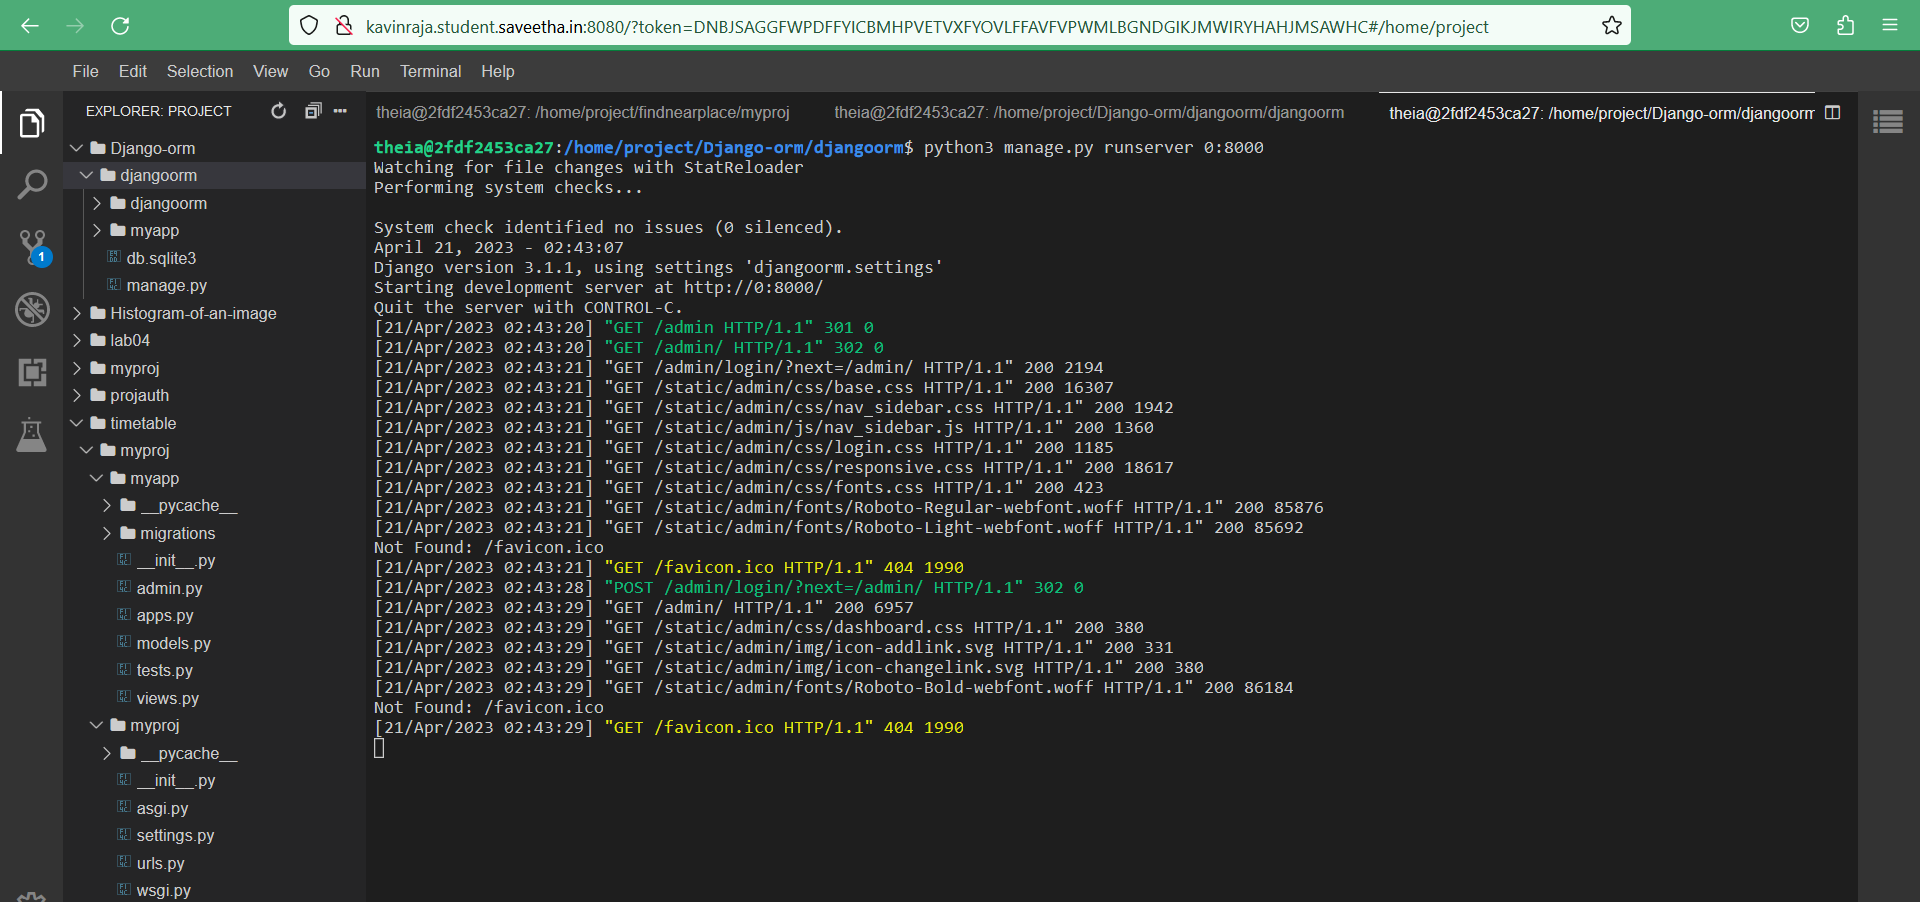 kavinraja.student.saveetha.in:8080/?token=DNBJSAGGFWPDFFYICBMHPVETVXFYOVLFFAVFVPWMLBGNDGIKJMWIRYHAHJMSAWHC#/home/project
File Edit Selection View Go Run Terminal Help
EXPLORER: PROJECT
Django-orm
djangoorm
djangoorm
myapp
db.sqlite3
manage.py
Histogram-of-an-image
lab04
myproj
projauth
timetable
myproj
myapp
__pycache__
migrations
__init__.py
admin.py
apps.py
models.py
tests.py
views.py
myproj
__pycache__
__init__.py
asgi.py
settings.py
urls.py
wsgi.py
1
theia@2fdf2453ca27: /home/project/findnearplace/myproj
theia@2fdf2453ca27: /home/project/Django-orm/djangoorm/djangoorm
theia@2fdf2453ca27: /home/project/Django-orm/djangoorm
theia@2fdf2453ca27:/home/project/Django-orm/djangoorm$ python3 manage.py runserver 0:8000
Watching for file changes with StatReloader
Performing system checks...
System check identified no issues (0 silenced).
April 21, 2023 - 02:43:07
Django version 3.1.1, using settings 'djangoorm.settings'
Starting development server at http://0:8000/
Quit the server with CONTROL-C.
[21/Apr/2023 02:43:20] "GET /admin HTTP/1.1" 301 0
[21/Apr/2023 02:43:20] "GET /admin/ HTTP/1.1" 302 0
[21/Apr/2023 02:43:21] "GET /admin/login/?next=/admin/ HTTP/1.1" 200 2194
[21/Apr/2023 02:43:21] "GET /static/admin/css/base.css HTTP/1.1" 200 16307
[21/Apr/2023 02:43:21] "GET /static/admin/css/nav_sidebar.css HTTP/1.1" 200 1942
[21/Apr/2023 02:43:21] "GET /static/admin/js/nav_sidebar.js HTTP/1.1" 200 1360
[21/Apr/2023 02:43:21] "GET /static/admin/css/login.css HTTP/1.1" 200 1185
[21/Apr/2023 02:43:21] "GET /static/admin/css/responsive.css HTTP/1.1" 200 18617
[21/Apr/2023 02:43:21] "GET /static/admin/css/fonts.css HTTP/1.1" 200 423
[21/Apr/2023 02:43:21] "GET /static/admin/fonts/Roboto-Regular-webfont.woff HTTP/1.1" 200 85876
[21/Apr/2023 02:43:21] "GET /static/admin/fonts/Roboto-Light-webfont.woff HTTP/1.1" 200 85692
Not Found: /favicon.ico
[21/Apr/2023 02:43:21] "GET /favicon.ico HTTP/1.1" 404 1990
[21/Apr/2023 02:43:28] "POST /admin/login/?next=/admin/ HTTP/1.1" 302 0
[21/Apr/2023 02:43:29] "GET /admin/ HTTP/1.1" 200 6957
[21/Apr/2023 02:43:29] "GET /static/admin/css/dashboard.css HTTP/1.1" 200 380
[21/Apr/2023 02:43:29] "GET /static/admin/img/icon-addlink.svg HTTP/1.1" 200 331
[21/Apr/2023 02:43:29] "GET /static/admin/img/icon-changelink.svg HTTP/1.1" 200 380
[21/Apr/2023 02:43:29] "GET /static/admin/fonts/Roboto-Bold-webfont.woff HTTP/1.1" 200 86184
Not Found: /favicon.ico
[21/Apr/2023 02:43:29] "GET /favicon.ico HTTP/1.1" 404 1990